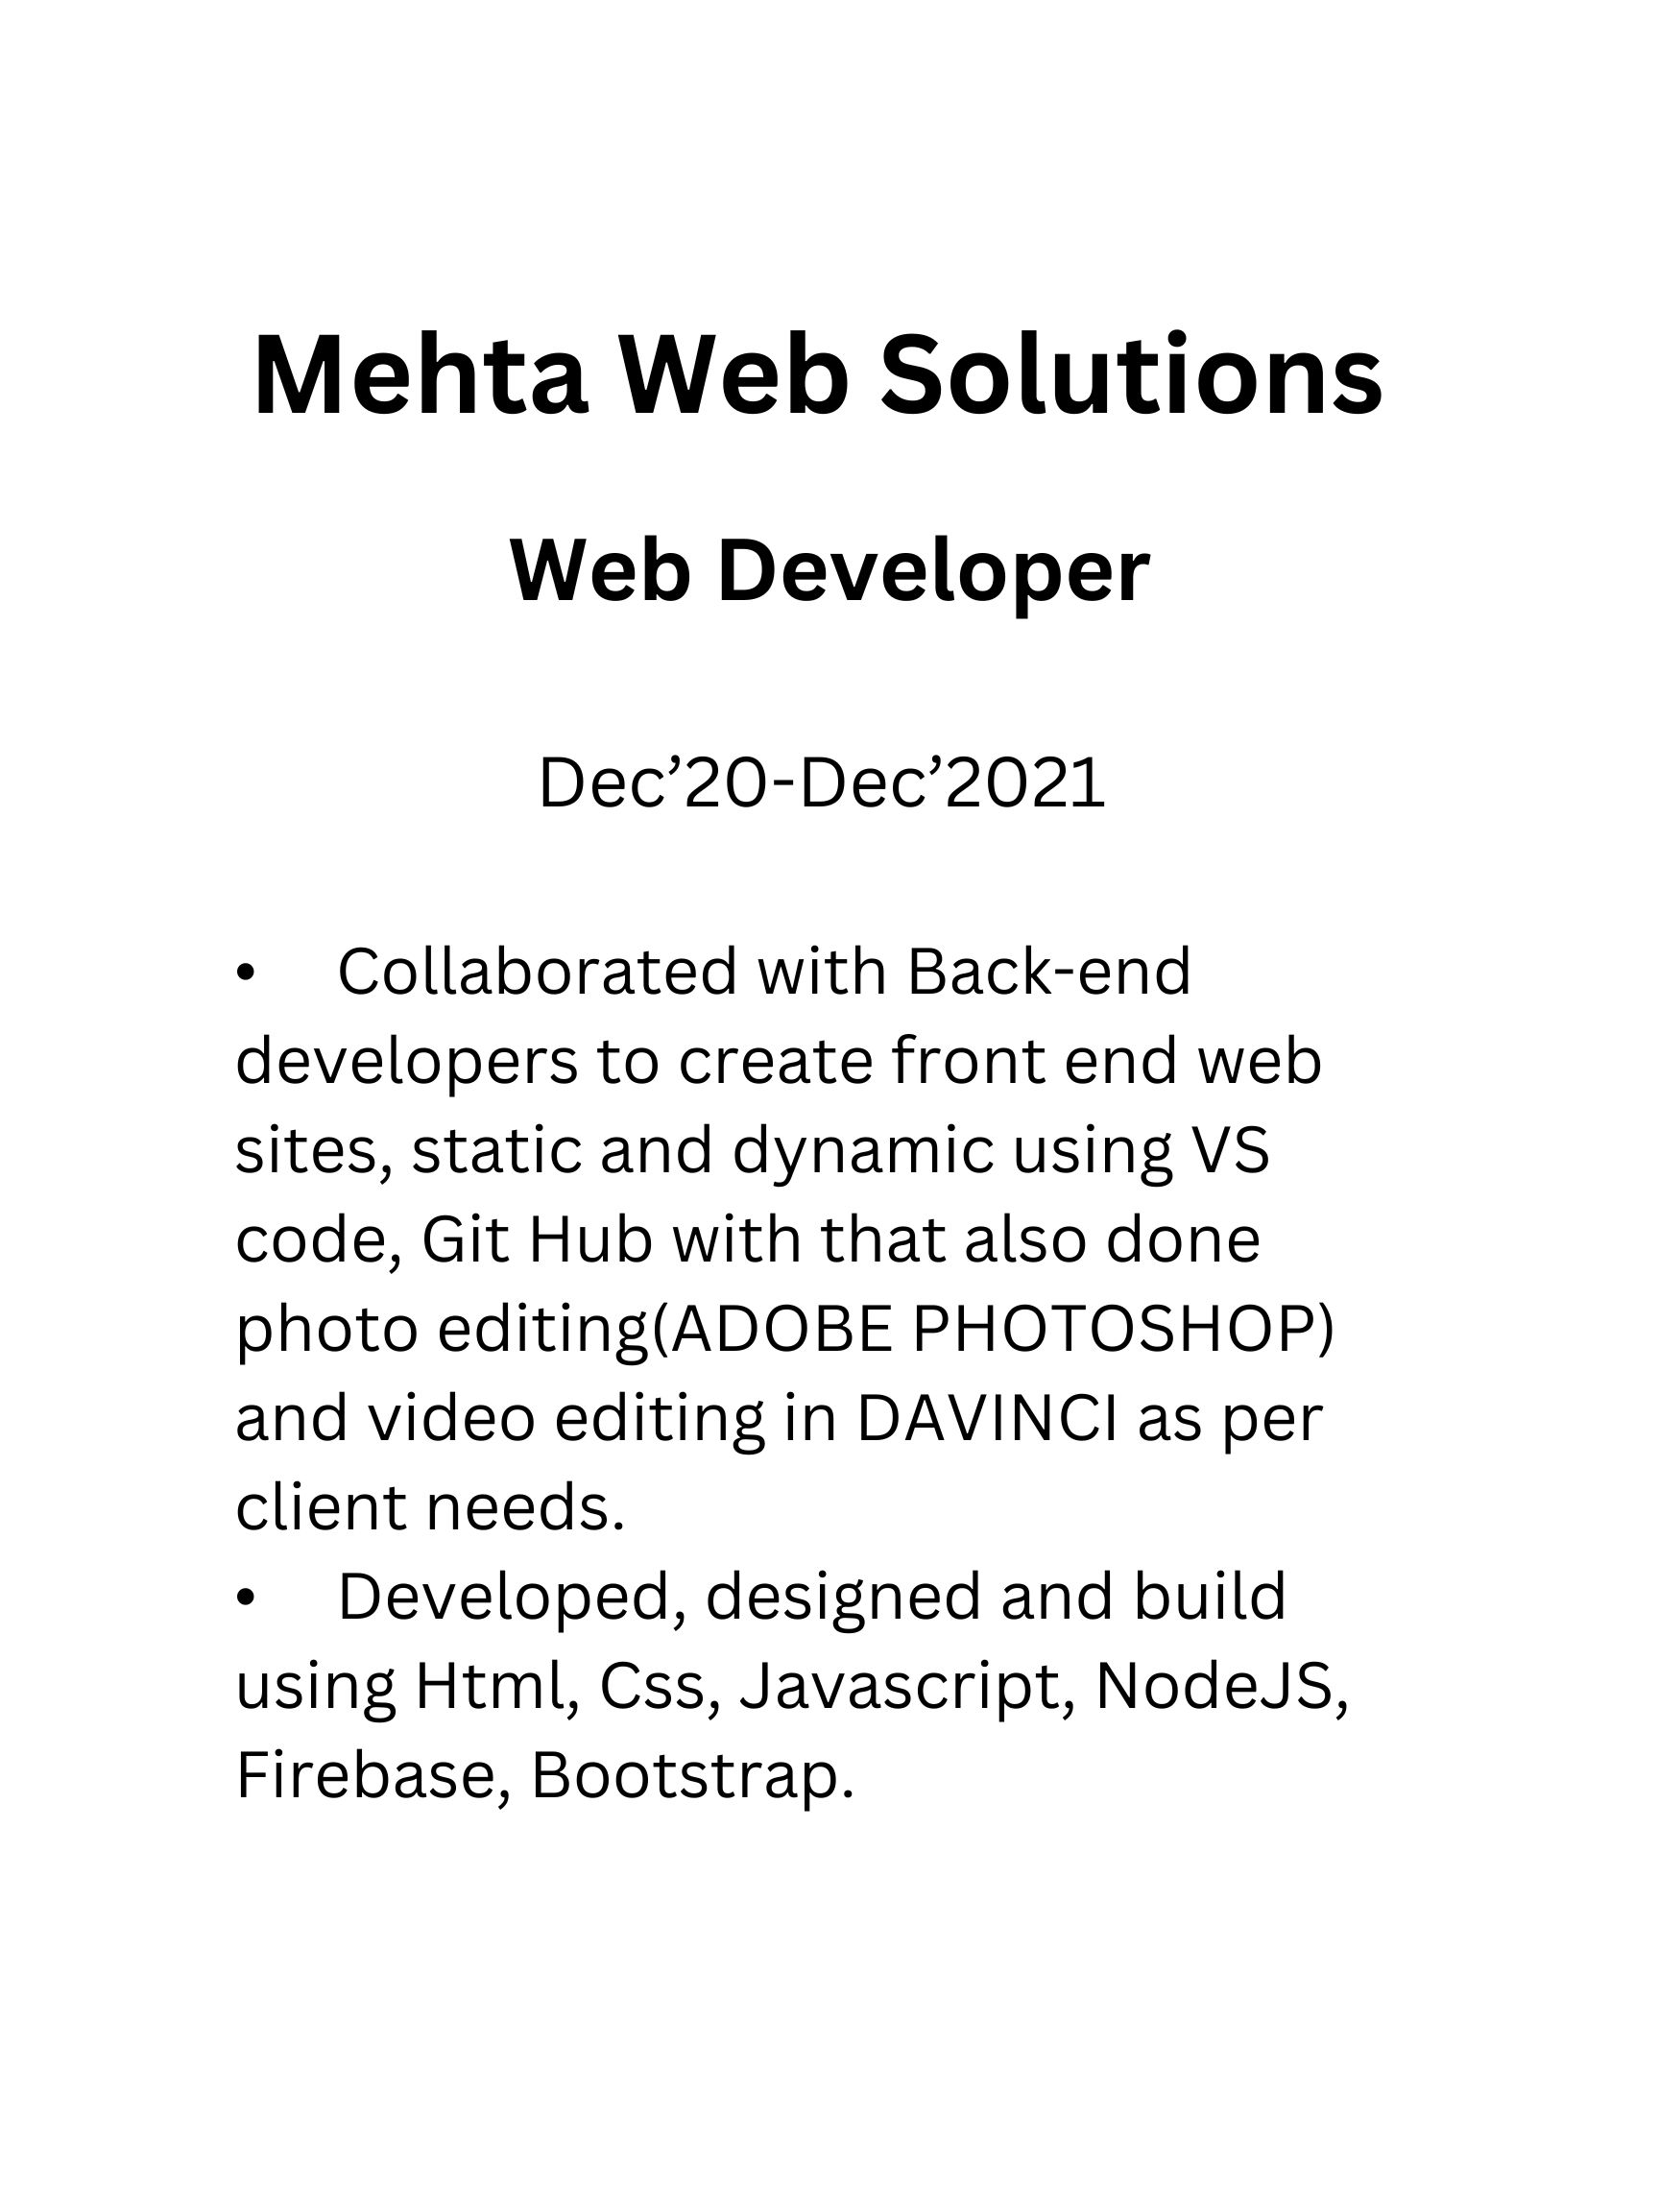 Mehta Web Solutions
Web Developer
Dec’20-Dec’2021
• Collaborated with Back-end
developers to create front end web
sites, static and dynamic using VS
code, Git Hub with that also done
photo editing(ADOBE PHOTOSHOP)
and video editing in DAVINCI as per
client needs.
• Developed, designed and build
using Html, Css, Javascript, NodeJS,
Firebase, Bootstrap.